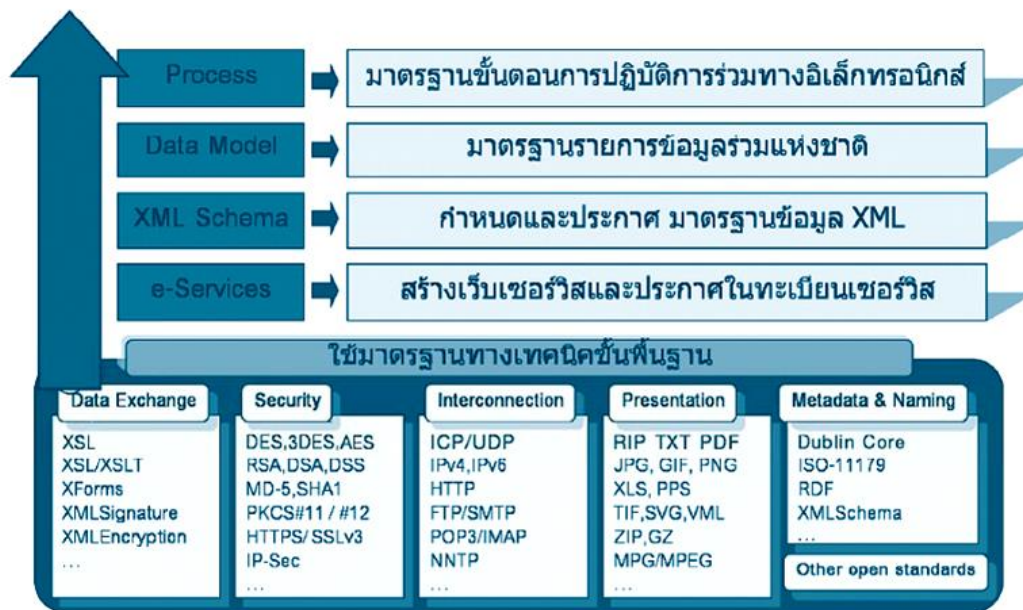 Process
มาตรฐานขั้นตอนการปฏิบัติการร่วมทางอิเล็กทรอนิกส์
Data Model
มาตรฐานรายการข้อมูลร่วมแห่งชาติ
XML Schema
กำหนดและประกาศ มาตรฐานข้อมูล XML
e-Services
สร้างเว็บเซอร์วิสและประกาศในทะเบียนเซอร์วิส
ใช้มาตรฐานทางเทคนิคขั้นพื้นฐาน
Data Exchange
XSL
XSL/XSLT
XForms
XMLSignature
XMLEncryption
...
Security
DES,3DES,AES
RSA,DSA,DSS
MD-5,SHA1
PKCS#11 / #12
HTTPS/ SSLv3
IP-Sec
...
Interconnection
ICP/UDP
IPv4,IPv6
HTTP
FTP/SMTP
POP3/IMAP
NNTP
...
Presentation
RIP TXT PDF
JPG, GIF, PNG
XLS, PPS
TIF,SVG,VML
ZIP,GZ
MPG/MPEG
...
Metadata & Naming
Dublin Core
ISO-11179
RDF
XMLSchema
...
Other open standards